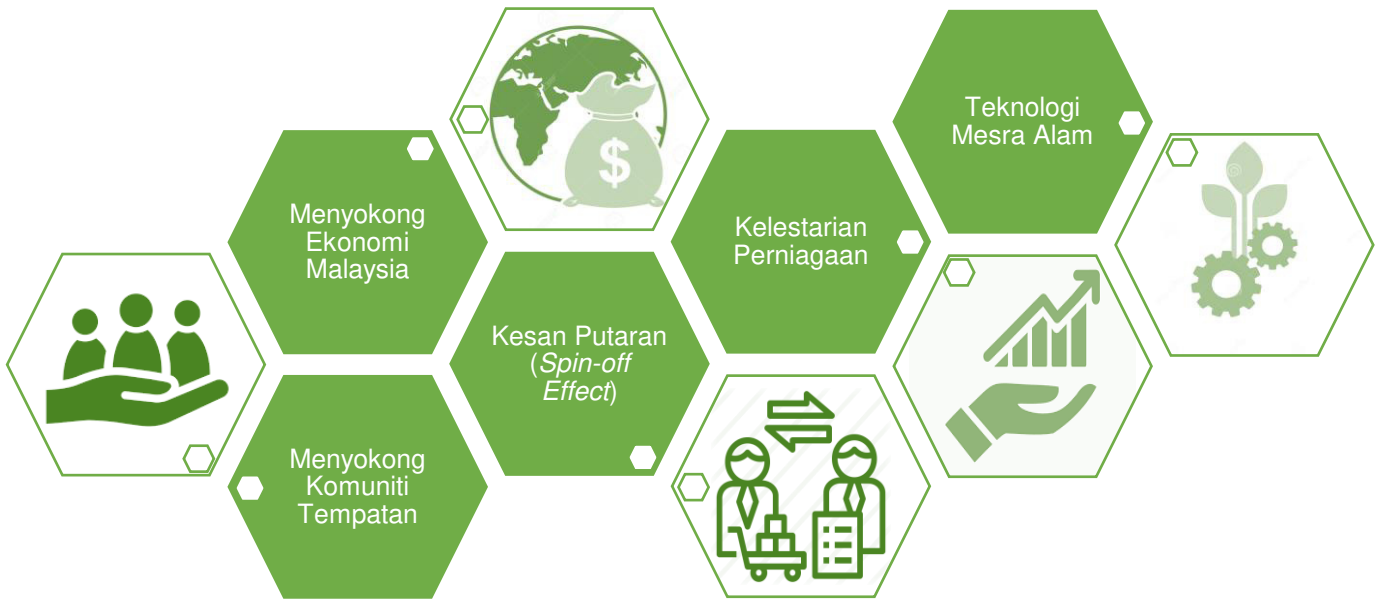 Menyokong
Ekonomi
Malaysia
Menyokong
Komuniti
Tempatan
Kesan Putaran
(Spin-off
Effect)
Kelestarian
Perniagaan
Teknologi
Mesra Alam
$